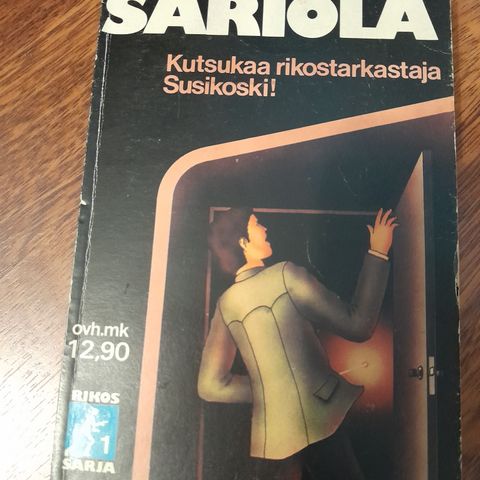 SARIOLA
Kutsukaa rikostarkastaja
Susikoski!
ovh.mk
12,90
RIKOS
1
SARJA